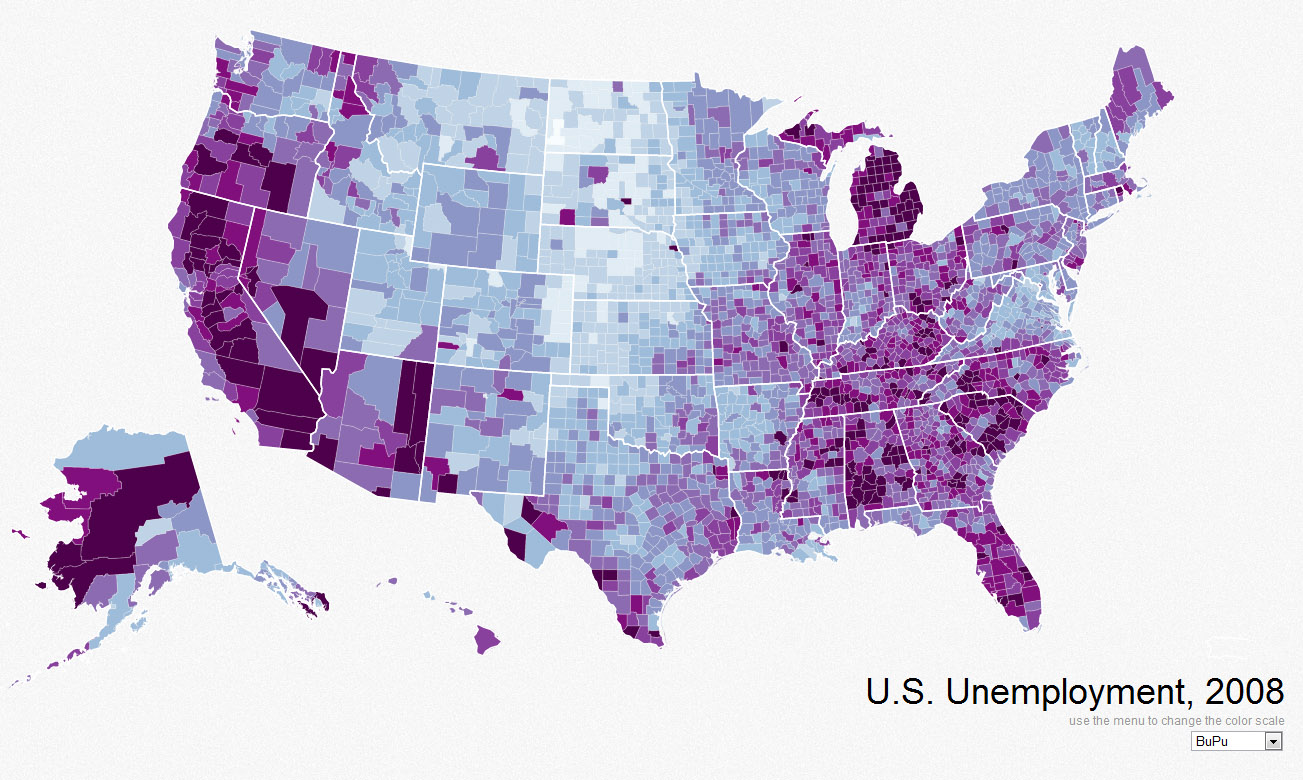 U.S. Unemployment, 2008
use the menu to change the color scale
BuPu